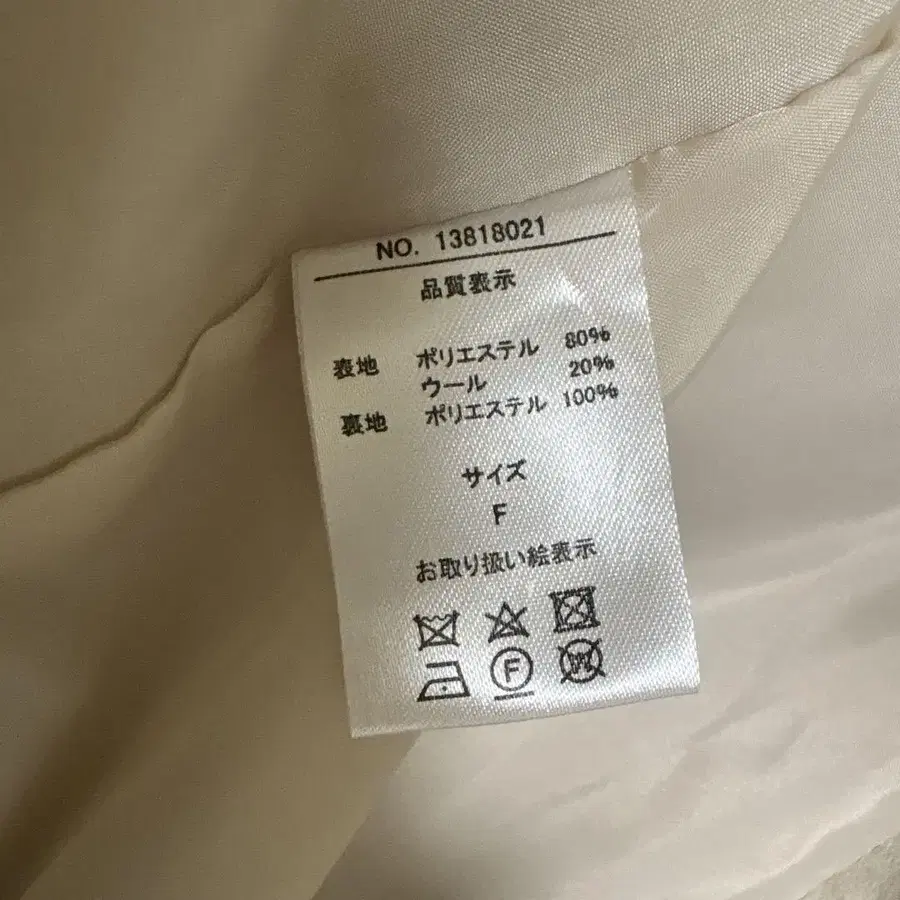 NO. 13818021
品質表示
表地 ポリエステル 80%
ウール 20%
裏地 ポリエステル 100%
サイズ
F
お取り扱い絵表示
F
W